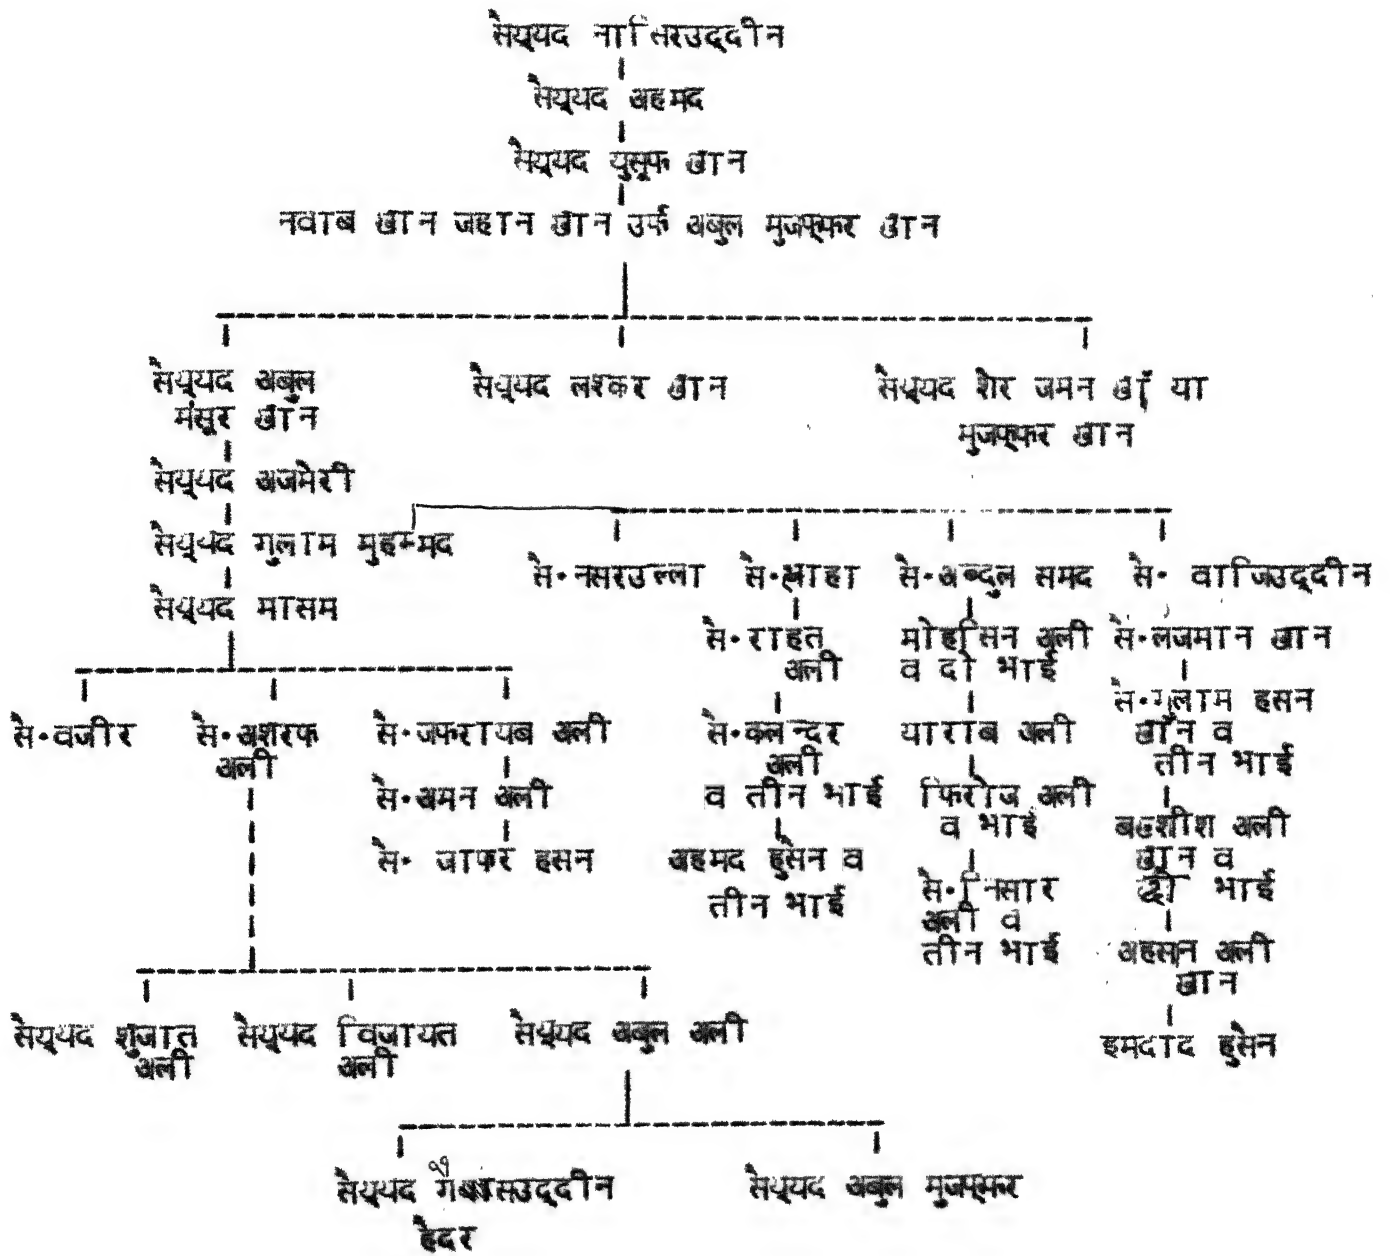 सैय्यद नासिरउद्दीन
सैय्यद अहमद
सैय्यद युसूफ खान
नवाब खान जहान खान उर्फ अबुल मुजफ्फर खान
सैय्यद अबुल
मंसूर खान
सैय्यद लश्कर खान
सैय्यद शेर जमन खाँ या
मुजफ्फर खान
सैय्यद अजमेरी
सैय्यद गुलाम मुहम्मद
सैय्यद मासम
सै॰नसरउल्ला
सै॰अब्दुल समद
सै॰ वाजिउद्दीन
सै॰राहत
अली
मोहसिन अली
व दो भाई
सै॰लजमान खान
सै॰गुलाम हसन
खाँन व
तीन भाई
सै॰वजीर
सै॰अशरफ
अली
सै॰जफरायब अली
सै॰कलन्दर
अली
व तीन भाई
याराब अली
सै॰अमन अली
फिरोज अली
व भाई
बख्शीश अली
खान व
दो भाई
सै॰ जाफर हसन
अहमद हुसैन व
तीन भाई
सै॰निसार
अली व
तीन भाई
अहसन अली
खान
सैय्यद शुजात
अली
सैय्यद विजायत
अली
सैय्यद अबुल अली
इमदाद हुसैन
सैय्यद
हैदर
सैय्यद अबुल मुजफ्फर